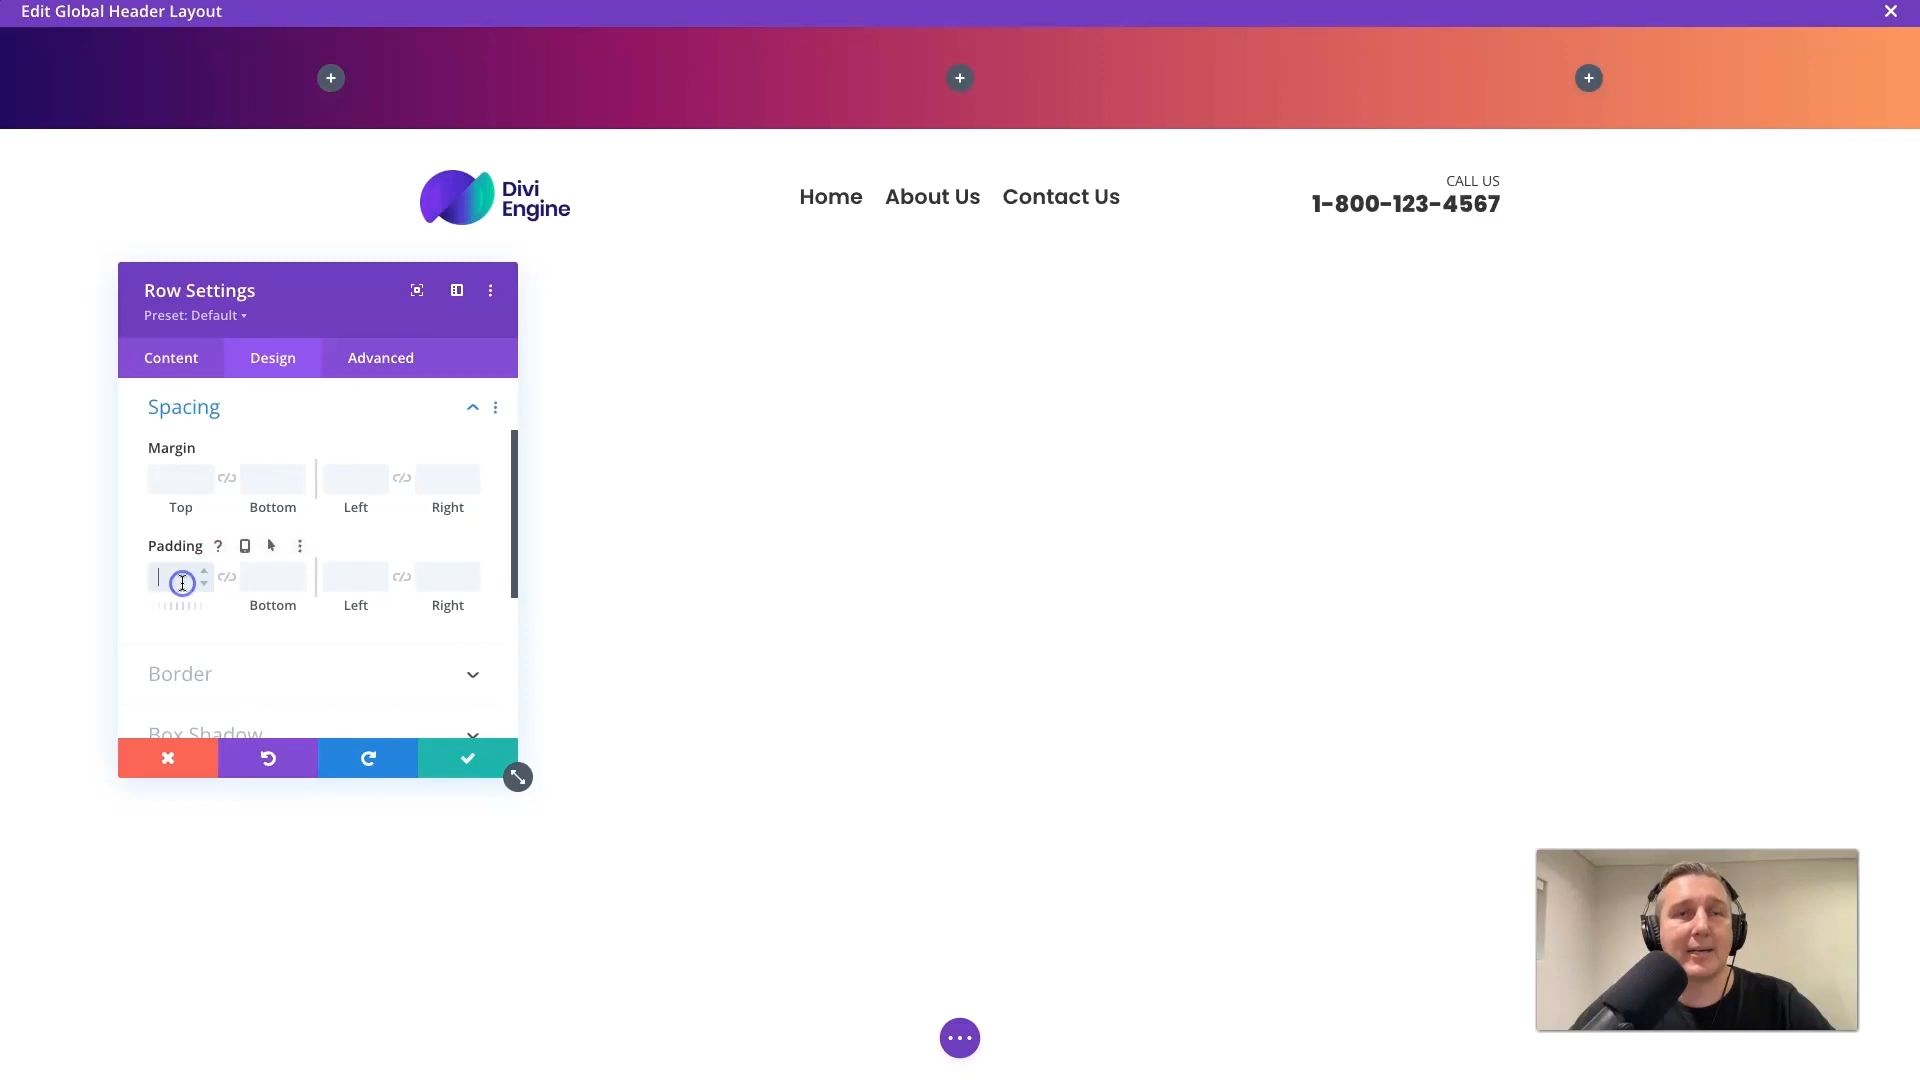 Edit Global Header Layout
Divi
Engine
Home About Us Contact Us
CALL US
1-800-123-4567
Row Settings
Preset: Default
Content Design Advanced
Spacing
Margin
Top Bottom Left Right
Padding ?
Bottom Left Right
Border
Box Shadow